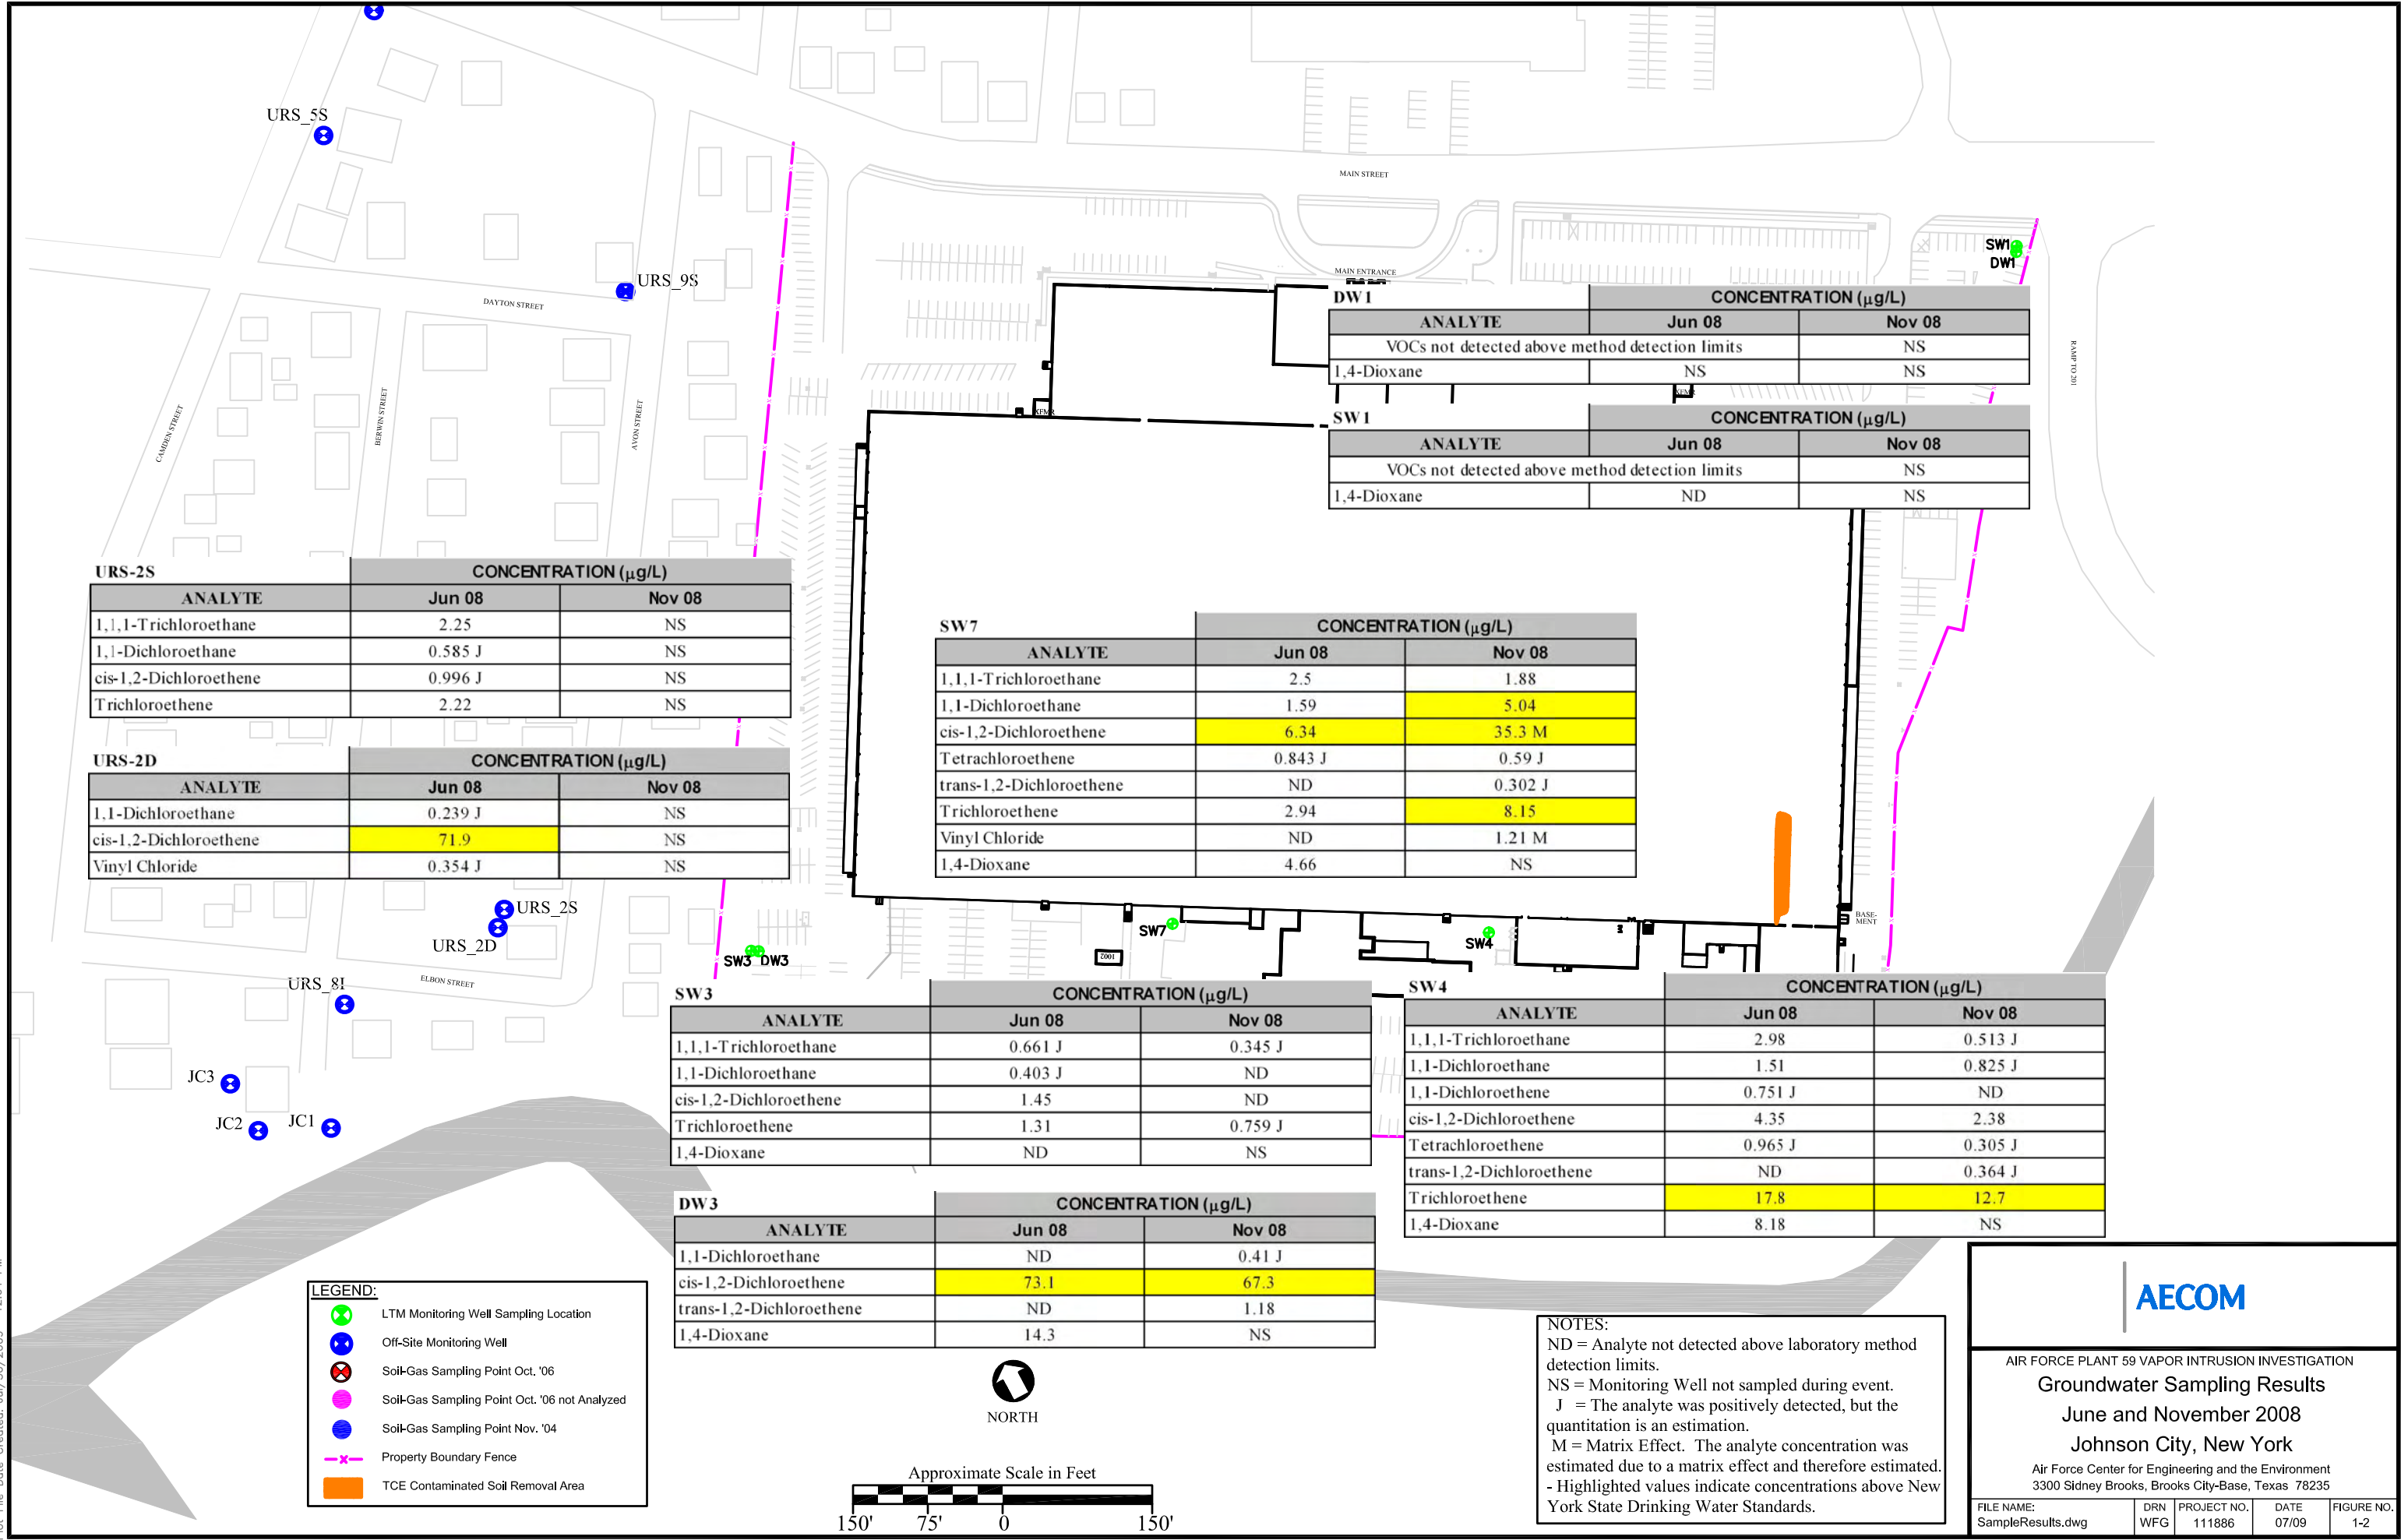 URS_5S
MAIN STREET
SW1
DW1
URS_9S
MAIN ENTRANCE
DAYTON STREET
RAMP TO 201
CAMDEN STREET
BERWIN STREET
AVON STREET
XFMR
XFMR
DW1 CONCENTRATION (µg/L)
ANALYTE Jun 08 Nov 08
VOCs not detected above method detection limits NS
1,4-Dioxane NS NS
SW1 CONCENTRATION (µg/L)
ANALYTE Jun 08 Nov 08
VOCs not detected above method detection limits NS
1,4-Dioxane ND NS
URS-2S CONCENTRATION (µg/L)
ANALYTE Jun 08 Nov 08
1,1,1-Trichloroethane 2.25 NS
1,1-Dichloroethane 0.585 J NS
cis-1,2-Dichloroethene 0.996 J NS
Trichloroethene 2.22 NS
URS-2D CONCENTRATION (µg/L)
ANALYTE Jun 08 Nov 08
1,1-Dichloroethane 0.239 J NS
cis-1,2-Dichloroethene 71.9 NS
Vinyl Chloride 0.354 J NS
SW7 CONCENTRATION (µg/L)
ANALYTE Jun 08 Nov 08
1,1,1-Trichloroethane 2.5 1.88
1,1-Dichloroethane 1.59 5.04
cis-1,2-Dichloroethene 6.34 35.3 M
Tetrachloroethene 0.843 J 0.59 J
trans-1,2-Dichloroethene ND 0.302 J
Trichloroethene 2.94 8.15
Vinyl Chloride ND 1.21 M
1,4-Dioxane 4.66 NS
URS_2S
URS_2D
SW3 DW3
SW7
1002
SW4
BASE-
MENT
URS_8I
ELBON STREET
JC3
JC2
JC1
SW3 CONCENTRATION (µg/L)
ANALYTE Jun 08 Nov 08
1,1,1-Trichloroethane 0.661 J 0.345 J
1,1-Dichloroethane 0.403 J ND
cis-1,2-Dichloroethene 1.45 ND
Trichloroethene 1.31 0.759 J
1,4-Dioxane ND NS
SW4 CONCENTRATION (µg/L)
ANALYTE Jun 08 Nov 08
1,1,1-Trichloroethane 2.98 0.513 J
1,1-Dichloroethane 1.51 0.825 J
1,1-Dichloroethene 0.751 J ND
cis-1,2-Dichloroethene 4.35 2.38
Tetrachloroethene 0.965 J 0.305 J
trans-1,2-Dichloroethene ND 0.364 J
Trichloroethene 17.8 12.7
1,4-Dioxane 8.18 NS
DW3 CONCENTRATION (µg/L)
ANALYTE Jun 08 Nov 08
1,1-Dichloroethane ND 0.41 J
cis-1,2-Dichloroethene 73.1 67.3
trans-1,2-Dichloroethene ND 1.18
1,4-Dioxane 14.3 NS
LEGEND:
LTM Monitoring Well Sampling Location
Off-Site Monitoring Well
Soil-Gas Sampling Point Oct. '06
Soil-Gas Sampling Point Oct. '06 not Analyzed
Soil-Gas Sampling Point Nov. '04
Property Boundary Fence
TCE Contaminated Soil Removal Area
NORTH
Approximate Scale in Feet
150' 75' 0 150'
NOTES:
ND = Analyte not detected above laboratory method
detection limits.
NS = Monitoring Well not sampled during event.
J = The analyte was positively detected, but the
quantitation is an estimation.
M = Matrix Effect. The analyte concentration was
estimated due to a matrix effect and therefore estimated.
- Highlighted values indicate concentrations above New
York State Drinking Water Standards.
AECOM
AIR FORCE PLANT 59 VAPOR INTRUSION INVESTIGATION
Groundwater Sampling Results
June and November 2008
Johnson City, New York
Air Force Center for Engineering and the Environment
3300 Sidney Brooks, Brooks City-Base, Texas 78235
FILE NAME: DRN PROJECT NO. DATE FIGURE NO.
SampleResults.dwg WFG 111886 07/09 1-2